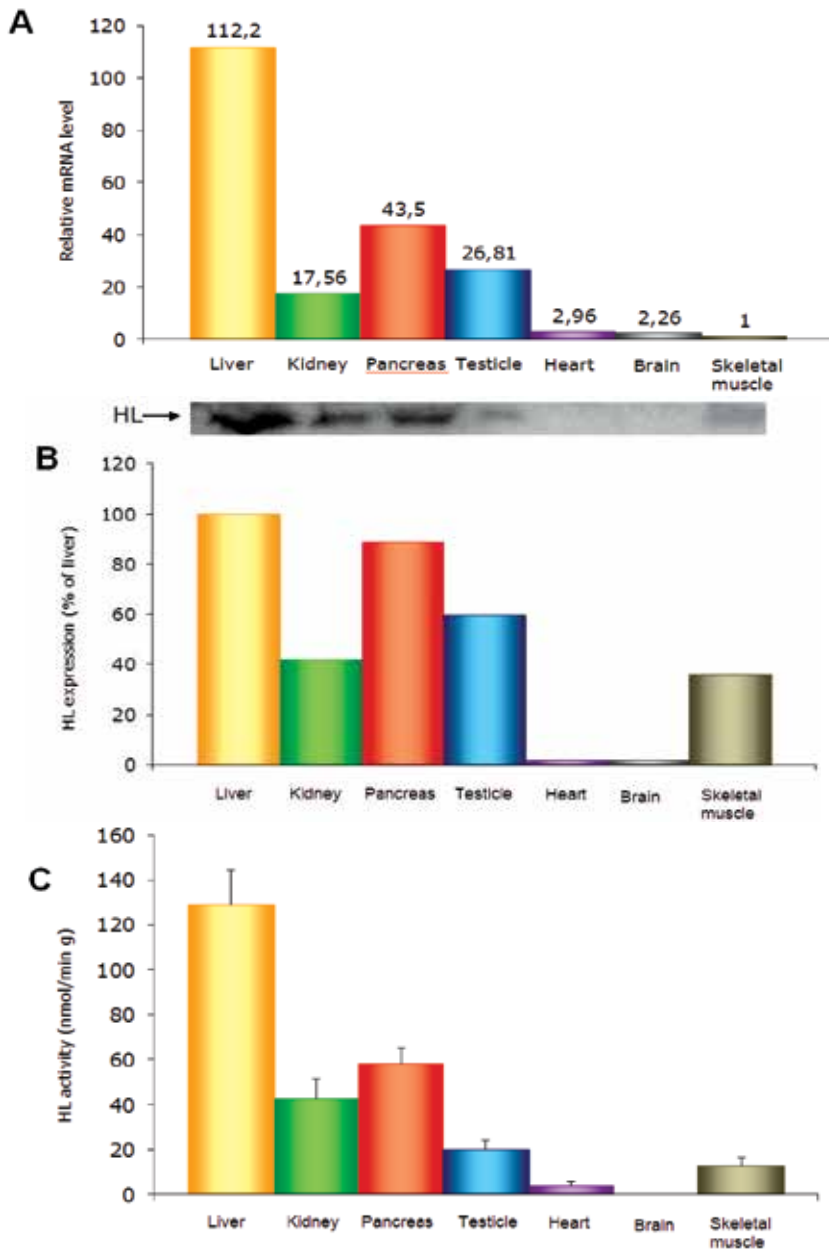 A
Relative mRNA level
120
100
80
60
40
20
0
112,2
17,56
43,5
26,81
2,96
2,26
1
Liver Kidney Pancreas Testicle Heart Brain Skeletal
muscle
HL
B
HL expression (% of liver)
120
100
80
60
40
20
0
Liver Kidney Pancreas Testicle Heart Brain Skeletal
muscle
C
HL activity (nmol/min g)
160
140
120
100
80
60
40
20
0
Liver Kidney Pancreas Testicle Heart Brain Skeletal
muscle